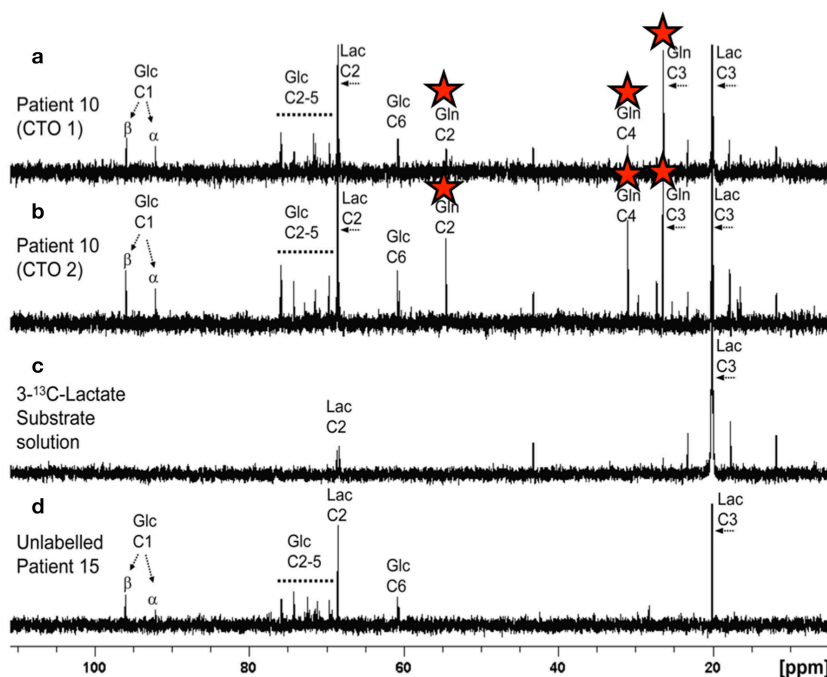 a
Patient 10
(CTO 1)
Glc
C1
β
α
Glc
C2-5
Lac
C2
Glc
C6
Gln
C2
Gln
C4
Gln
C3
Lac
C3
b
Patient 10
(CTO 2)
Glc
C1
β
α
Glc
C2-5
Lac
C2
Glc
C6
Gln
C2
Gln
C4
Gln
C3
Lac
C3
c
3-¹³C-Lactate
Substrate
solution
Lac
C2
Lac
C3
d
Unlabelled
Patient 15
Glc
C1
β
α
Glc
C2-5
Lac
C2
Glc
C6
Lac
C3
100 80 60 40 20 [ppm]